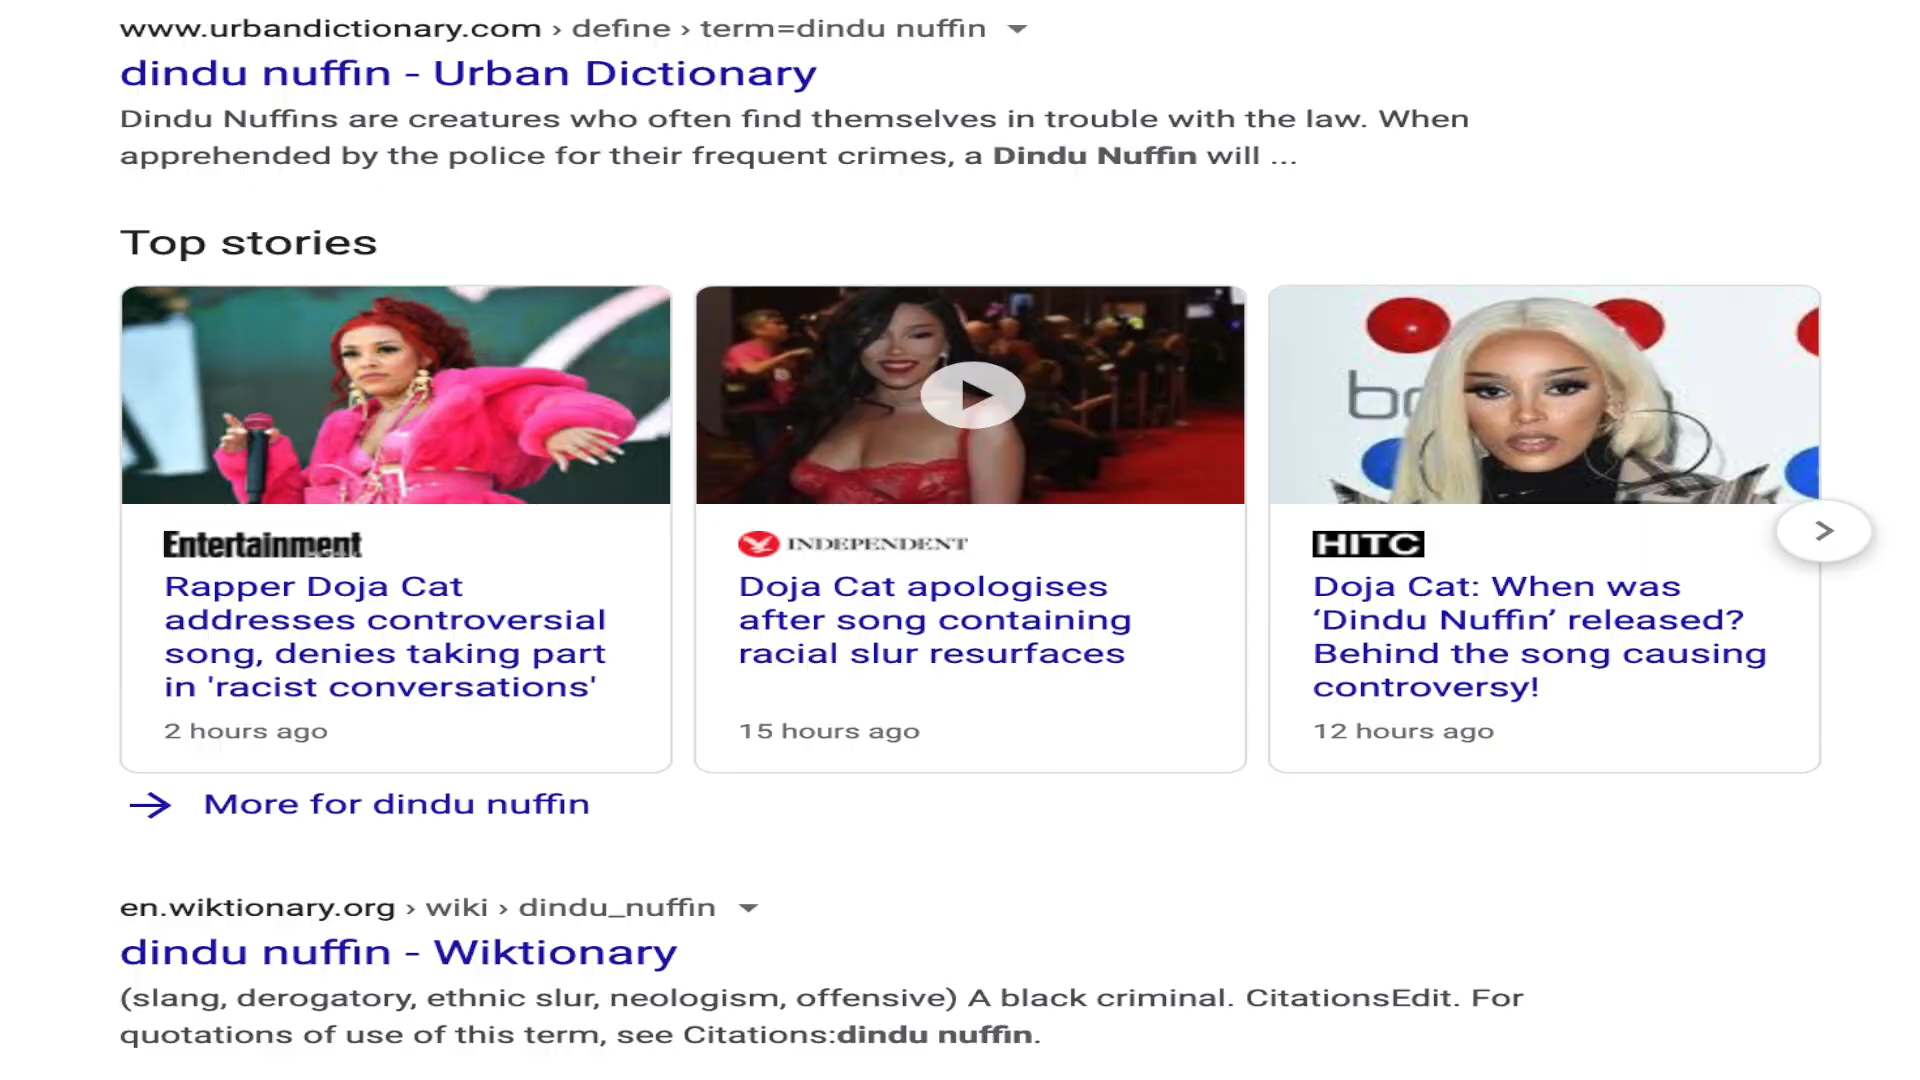 www.urbandictionary.com › define › term=dindu nuffin
dindu nuffin - Urban Dictionary
Dindu Nuffins are creatures who often find themselves in trouble with the law. When
apprehended by the police for their frequent crimes, a Dindu Nuffin will ...
Top stories
Entertainment
Rapper Doja Cat
addresses controversial
song, denies taking part
in 'racist conversations'
2 hours ago
INDEPENDENT
Doja Cat apologises
after song containing
racial slur resurfaces
15 hours ago
HITC
Doja Cat: When was
‘Dindu Nuffin’ released?
Behind the song causing
controversy!
12 hours ago
More for dindu nuffin
en.wiktionary.org › wiki › dindu_nuffin
dindu nuffin - Wiktionary
(slang, derogatory, ethnic slur, neologism, offensive) A black criminal. CitationsEdit. For
quotations of use of this term, see Citations:dindu nuffin.